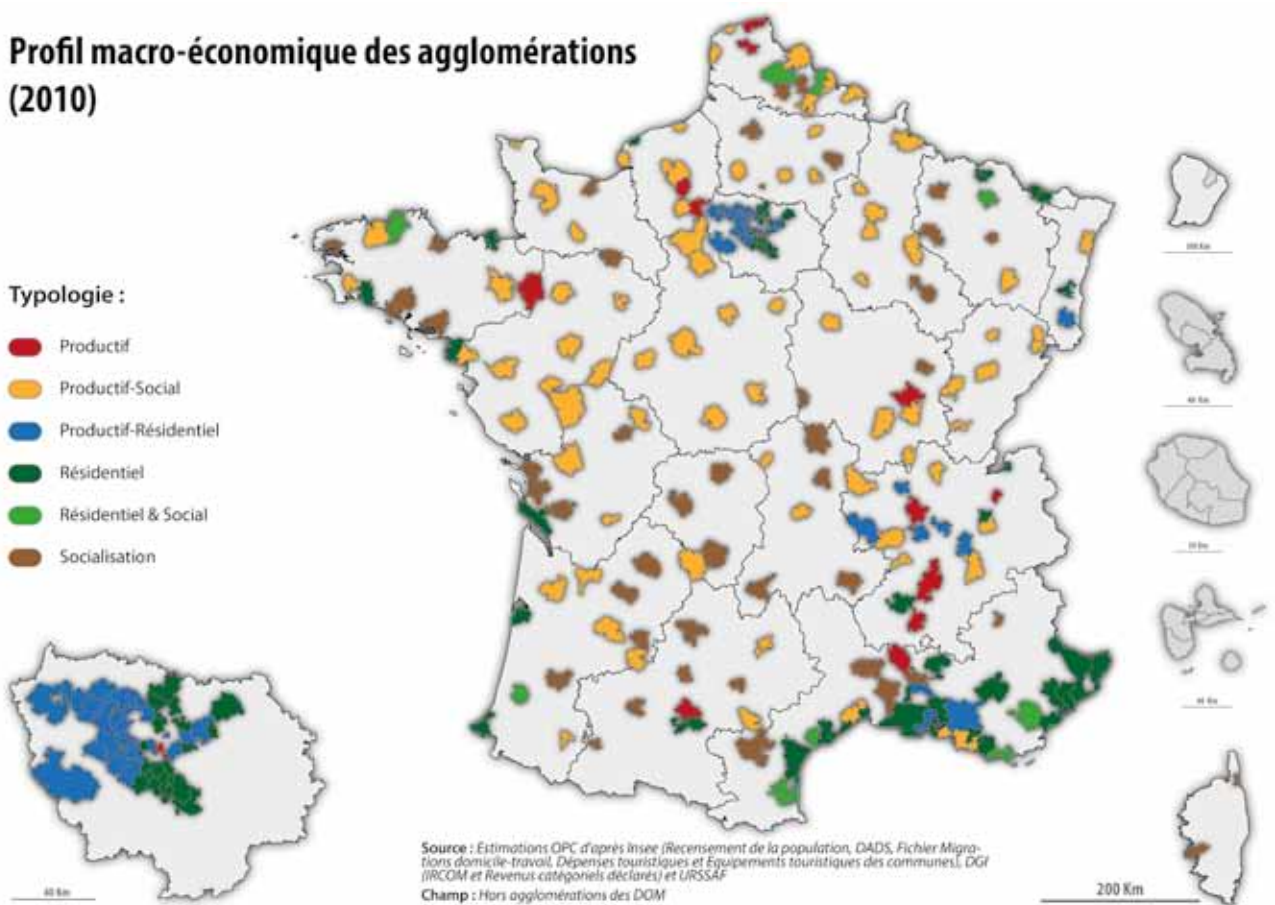 Profil macro-économique des agglomérations
(2010)
Typologie :
Productif
Productif-Social
Productif-Résidentiel
Résidentiel
Résidentiel & Social
Socialisation
40 Km
Source : Estimations OPC d'après Insee (Recensement de la population, DADS, Fichier Migra-
tions domicile-travail, Dépenses touristiques et Equipements touristiques des communes), DGI
(IRCOM et Revenus catégoriels déclarés) et URSSAF
Champ : Hors agglomérations des DOM
200 Km